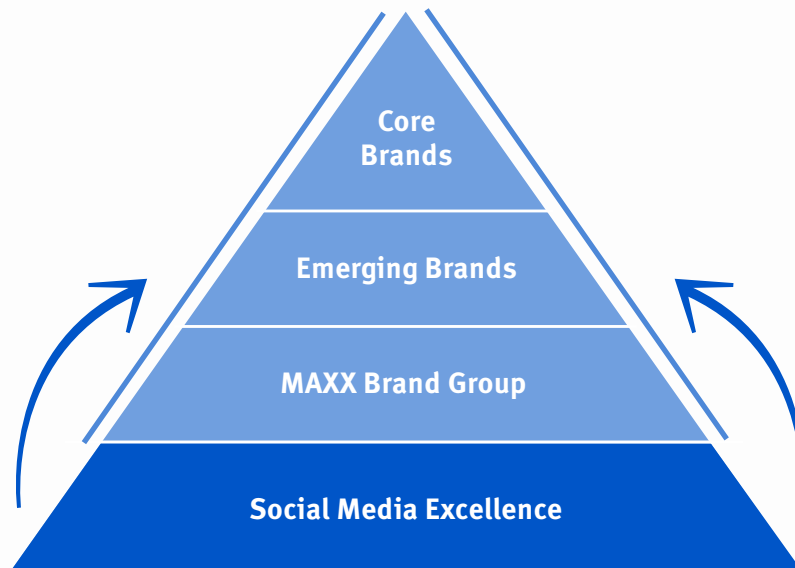 Core
Brands
Emerging Brands
MAXX Brand Group
Social Media Excellence